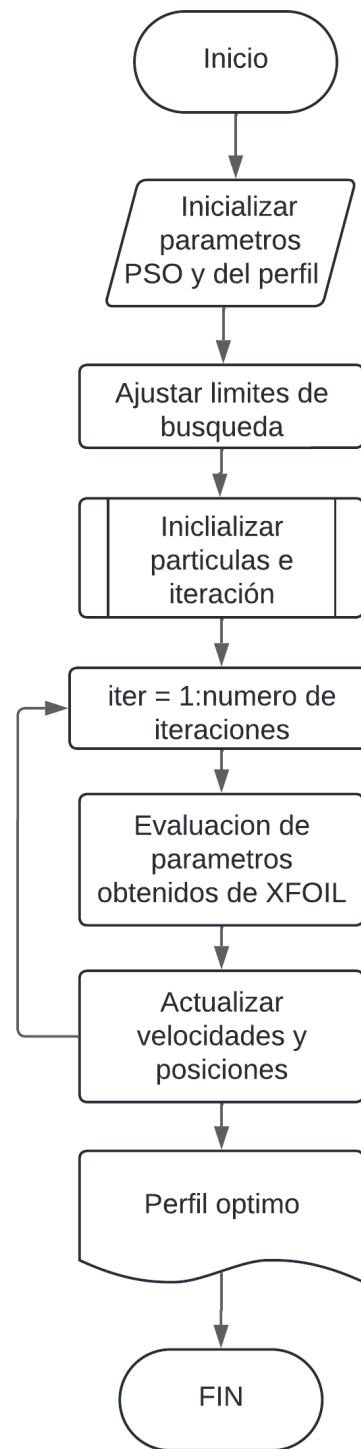 Inicio
Inicializar
parametros
PSO y del perfil
Ajustar limites de
busqueda
Iniclializar
particulas e
iteración
iter = 1:numero de
iteraciones
Evaluacion de
parametros
obtenidos de XFOIL
Actualizar
velocidades y
posiciones
Perfil optimo
FIN